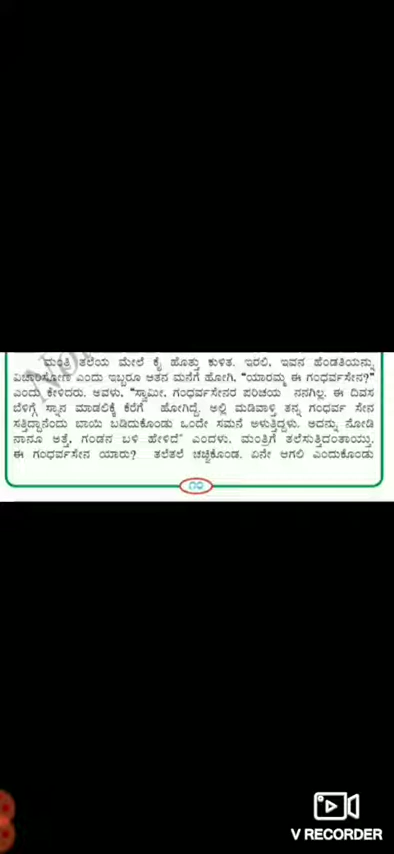 ಮಂತ್ರಿ ತಲೆಯ ಮೇಲೆ ಕೈ ಹೊತ್ತು ಕುಳಿತ. ಇರಲಿ, ಇವನ ಹೆಂಡತಿಯನ್ನು
ವಿಚಾರಿಸೋಣ ಎಂದು ಇಬ್ಬರೂ ಆತನ ಮನೆಗೆ ಹೋಗಿ, "ಯಾರಮ್ಮ ಈ ಗಂಧರ್ವಸೇನ?"
ಎಂದು ಕೇಳಿದರು. ಅವಳು, "ಸ್ವಾಮೀ, ಗಂಧರ್ವಸೇನರ ಪರಿಚಯ ನನಗಿಲ್ಲ. ಈ ದಿವಸ
ಬೆಳಿಗ್ಗೆ ಸ್ನಾನ ಮಾಡಲಿಕ್ಕೆ ಕೆರೆಗೆ ಹೋಗಿದ್ದೆ. ಅಲ್ಲಿ ಮಡಿವಾಳ್ತಿ ತನ್ನ ಗಂಧರ್ವ ಸೇನ
ಸತ್ತಿದ್ದಾನೆಂದು ಬಾಯಿ ಬಡಿದುಕೊಂಡು ಒಂದೇ ಸಮನೆ ಅಳುತ್ತಿದ್ದಳು. ಅದನ್ನು ನೋಡಿ
ನಾನೂ ಅತ್ತೆ, ಗಂಡನ ಬಳಿ ಹೇಳಿದೆ" ಎಂದಳು. ಮಂತ್ರಿಗೆ ತಲೆಸುತ್ತಿದಂತಾಯ್ತು.
ಈ ಗಂಧರ್ವಸೇನ ಯಾರು? ತಲೆತಲೆ ಚಚ್ಚಿಕೊಂಡ. ಏನೇ ಆಗಲಿ ಎಂದುಕೊಂಡು
೧೦
V RECORDER